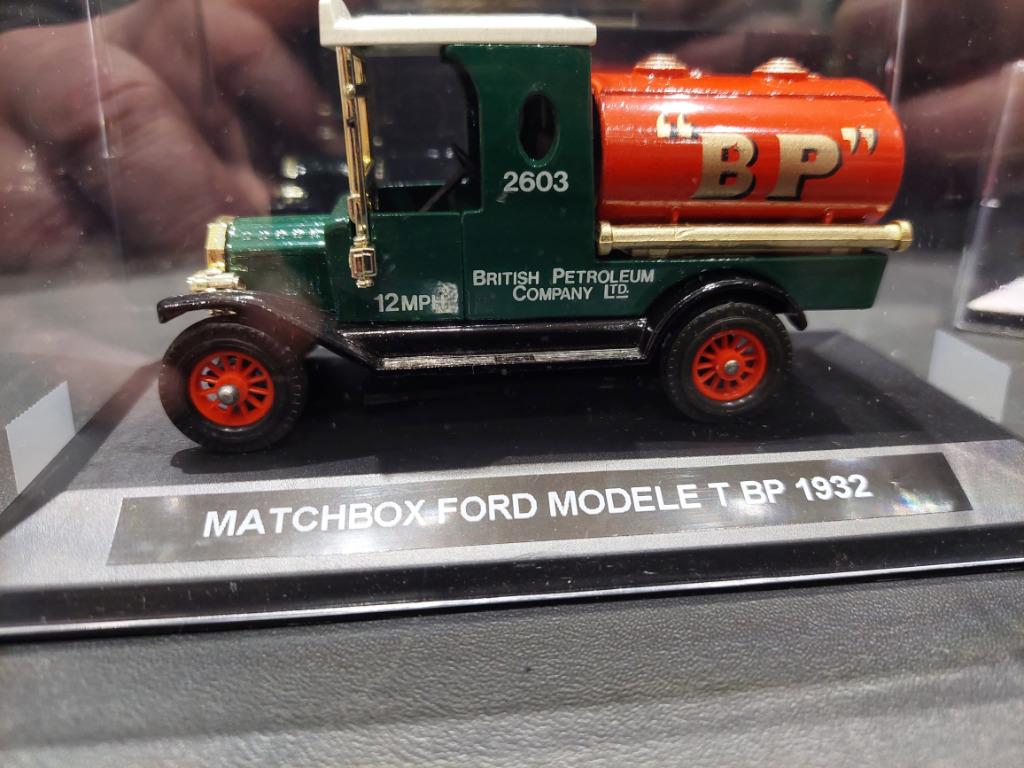 "BP"
2603
BRITISH PETROLEUM
COMPANY LTD.
12MPH
MATCHBOX FORD MODELE T BP 1932